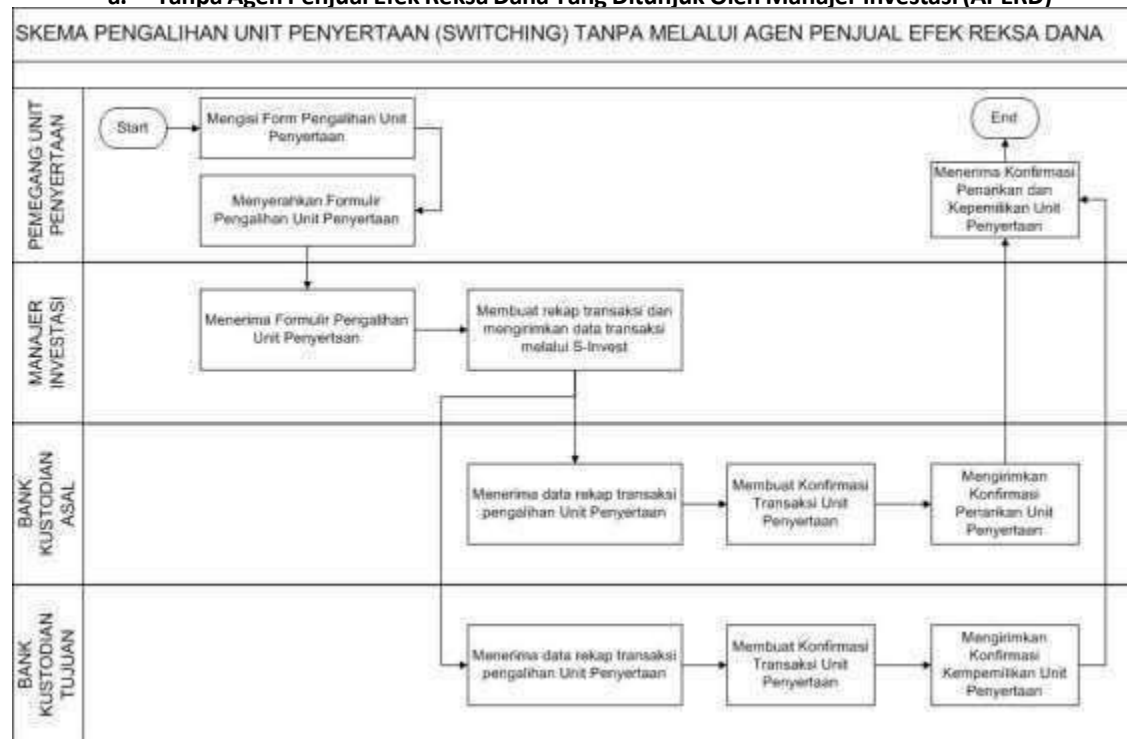 a. Tanpa Agen Penjual Efek Reksa Dana Yang Ditunjuk Oleh Manajer Investasi (APERD)
SKEMA PENGALIHAN UNIT PENYERTAAN (SWITCHING) TANPA MELALUI AGEN PENJUAL EFEK REKSA DANA
PEMEGANG UNIT
PENYERTAAN
Start
Mengisi Form Pengalihan Unit
Penyertaan
Menyerahkan Formulir
Pengalihan Unit Penyertaan
End
Menerima Konfirmasi
Penarikan dan
Kepemilikan Unit
Penyertaan
MANAJER
INVESTASI
Menerima Formulir Pengalihan
Unit Penyertaan
Membuat rekap transaksi dan
mengirimkan data transaksi
melalui S-Invest
BANK
KUSTODIAN
ASAL
Menerima data rekap transaksi
pengalihan Unit Penyertaan
Membuat Konfirmasi
Transaksi Unit
Penyertaan
Mengirimkan
Konfirmasi
Penarikan Unit
Penyertaan
BANK
KUSTODIAN
TUJUAN
Menerima data rekap transaksi
pengalihan Unit Penyertaan
Membuat Konfirmasi
Transaksi Unit
Penyertaan
Mengirimkan
Konfirmasi
Kempemilikan Unit
Penyertaan